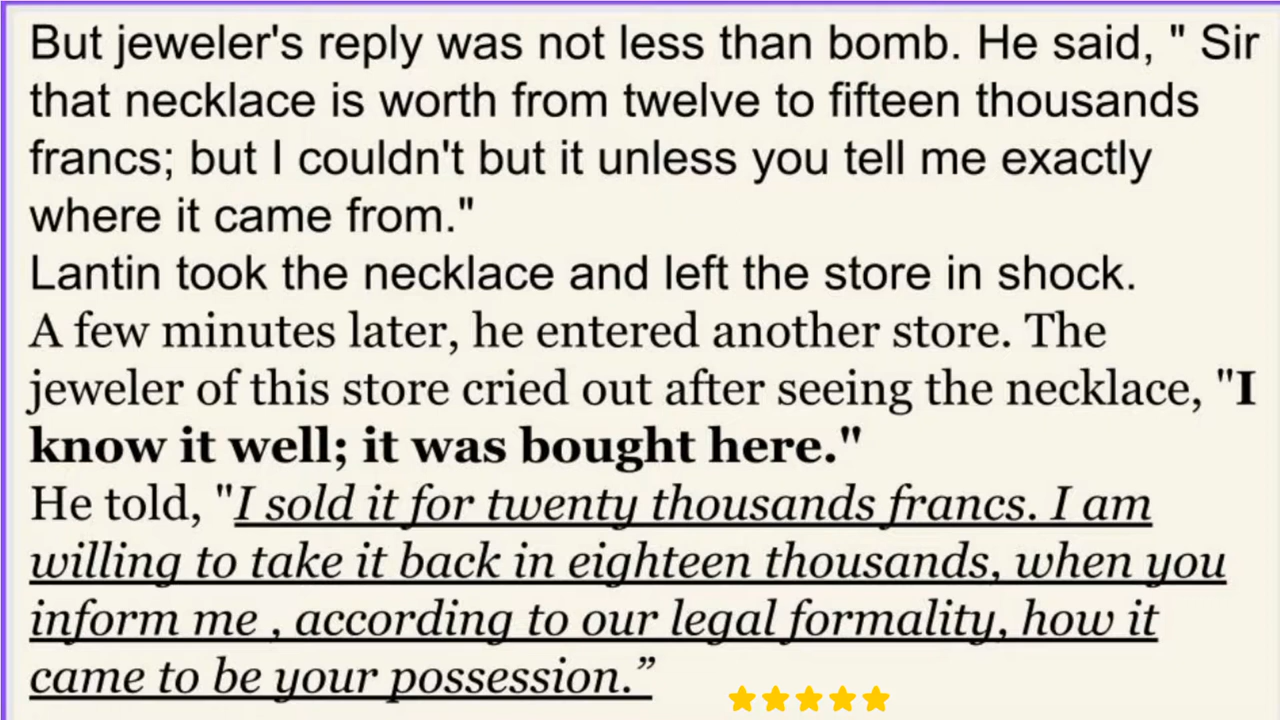 But jeweler's reply was not less than bomb. He said, " Sir
that necklace is worth from twelve to fifteen thousands
francs; but I couldn't but it unless you tell me exactly
where it came from."
Lantin took the necklace and left the store in shock.
A few minutes later, he entered another store. The
jeweler of this store cried out after seeing the necklace, "I
know it well; it was bought here."
He told, "I sold it for twenty thousands francs. I am
willing to take it back in eighteen thousands, when you
inform me , according to our legal formality, how it
came to be your possession.”